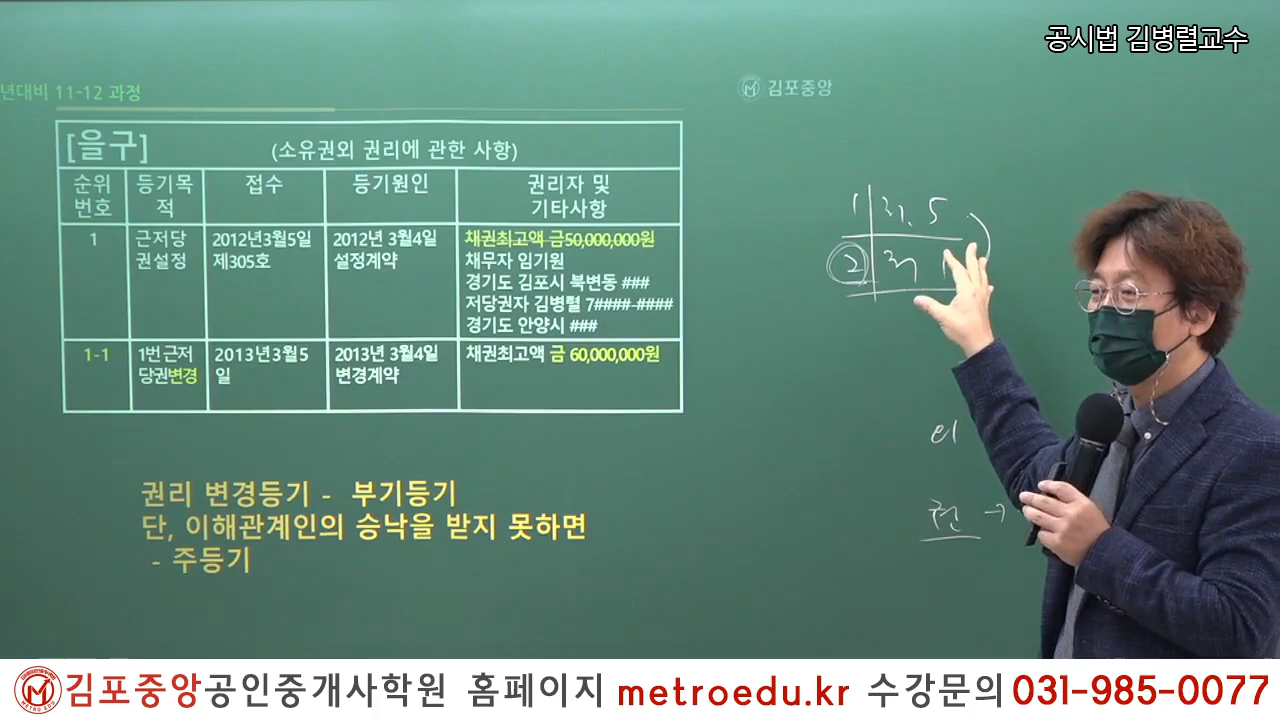 공시법 김병렬교수
년대비 11-12 과정
김포중앙
[을구] (소유권외 권리에 관한 사항)
순위번호 등기목적 접수 등기원인 권리자 및 기타사항
1 근저당권설정 2012년3월5일 제305호 2012년 3월4일 설정계약 채권최고액 금50,000,000원
채무자 임기원
경기도 김포시 북변동 ###
저당권자 김병렬 7####-####
경기도 안양시 ###
1-1 1번 근저당권변경 2013년3월5일 2013년 3월4일 변경계약 채권최고액 금 60,000,000원
권리 변경등기 - 부기등기
단, 이해관계인의 승낙을 받지 못하면
- 주등기
1 5
2
김포중앙공인중개사학원 홈페이지 metroedu.kr 수강문의 031-985-0077
METRO EDU